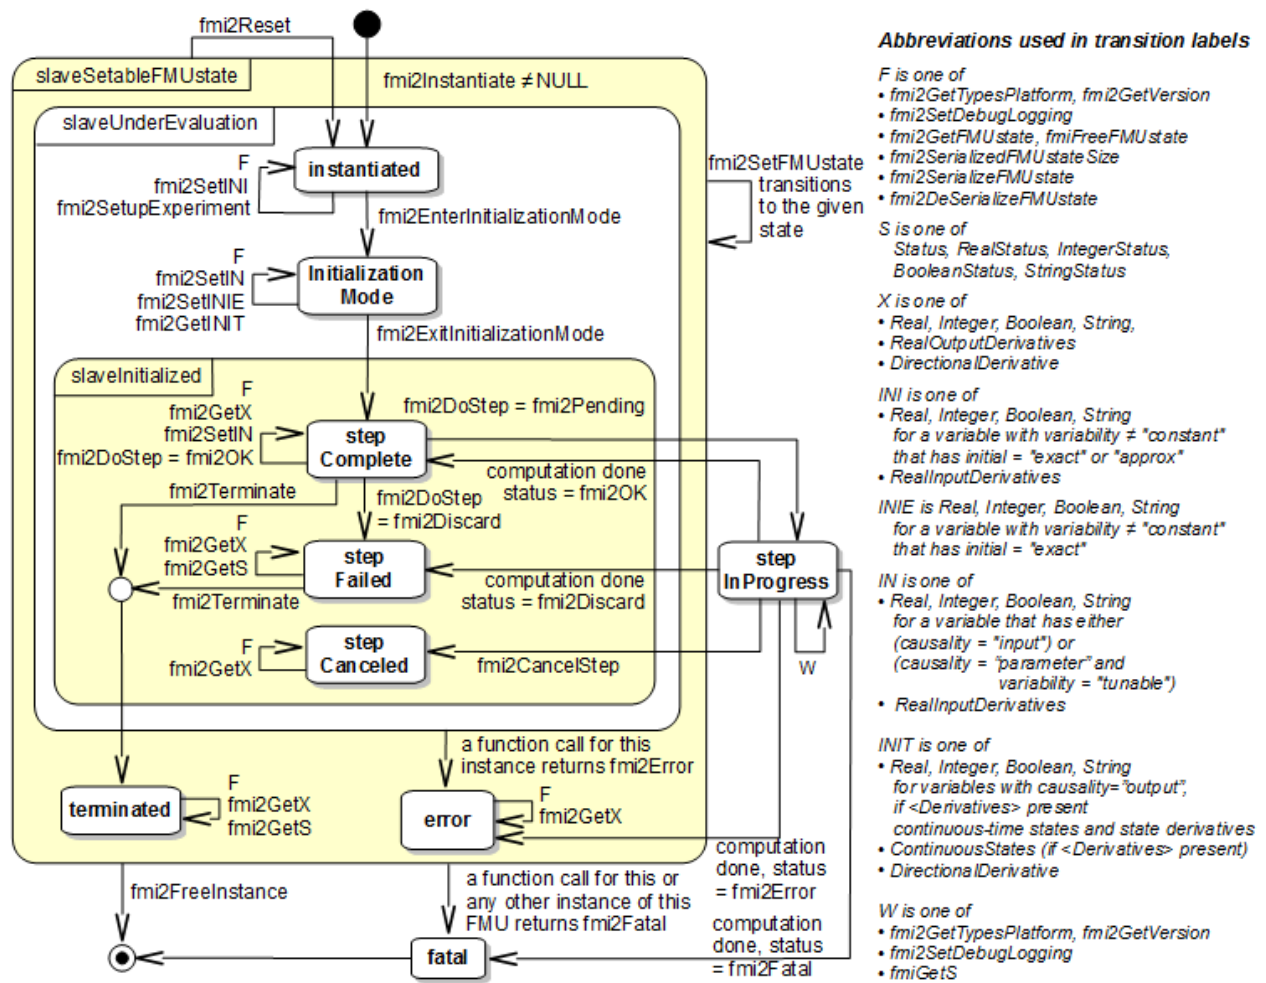 fmi2Reset
slaveSetableFMUstate
fmi2Instantiate ≠ NULL
slaveUnderEvaluation
instantiated
F
fmi2SetINI
fmi2SetupExperiment
fmi2SetFMUstate
transitions
to the given
state
fmi2EnterInitializationMode
Initialization
Mode
F
fmi2SetIN
fmi2SetINIE
fmi2GetINIT
fmi2ExitInitializationMode
slaveInitialized
F
fmi2GetX
fmi2SetIN
fmi2DoStep = fmi2OK
fmi2DoStep = fmi2Pending
step
Complete
computation done
status = fmi2OK
fmi2Terminate
fmi2DoStep
= fmi2Discard
F
fmi2GetX
fmi2GetS
step
Failed
step
InProgress
fmi2Terminate
computation done
status = fmi2Discard
F
fmi2GetX
step
Canceled
fmi2CancelStep
W
a function call for this
instance returns fmi2Error
terminated
F
fmi2GetX
fmi2GetS
error
F
fmi2GetX
computation
done, status
= fmi2Error
fmi2FreeInstance
a function call for this or
any other instance of this
FMU returns fmi2Fatal
computation
done, status
= fmi2Fatal
fatal
Abbreviations used in transition labels
F is one of
• fmi2GetTypesPlatform, fmi2GetVersion
• fmi2SetDebugLogging
• fmi2GetFMUstate, fmiFreeFMUstate
• fmi2SerializedFMUstateSize
• fmi2SerializeFMUstate
• fmi2DeSerializeFMUstate
S is one of
Status, RealStatus, IntegerStatus,
BooleanStatus, StringStatus
X is one of
• Real, Integer, Boolean, String,
• RealOutputDerivatives
• DirectionalDerivative
INI is one of
• Real, Integer, Boolean, String
for a variable with variability ≠ "constant"
that has initial = "exact" or "approx"
• RealInputDerivatives
INIE is Real, Integer, Boolean, String
for a variable with variability ≠ "constant"
that has initial = "exact"
IN is one of
• Real, Integer, Boolean, String
for a variable that has either
(causality = "input") or
(causality = "parameter" and
variability = "tunable")
• RealInputDerivatives
INIT is one of
• Real, Integer, Boolean, String
for variables with causality="output",
if <Derivatives> present
continuous-time states and state derivatives
• ContinuousStates (if <Derivatives> present)
• DirectionalDerivative
W is one of
• fmi2GetTypesPlatform, fmi2GetVersion
• fmi2SetDebugLogging
• fmiGetS